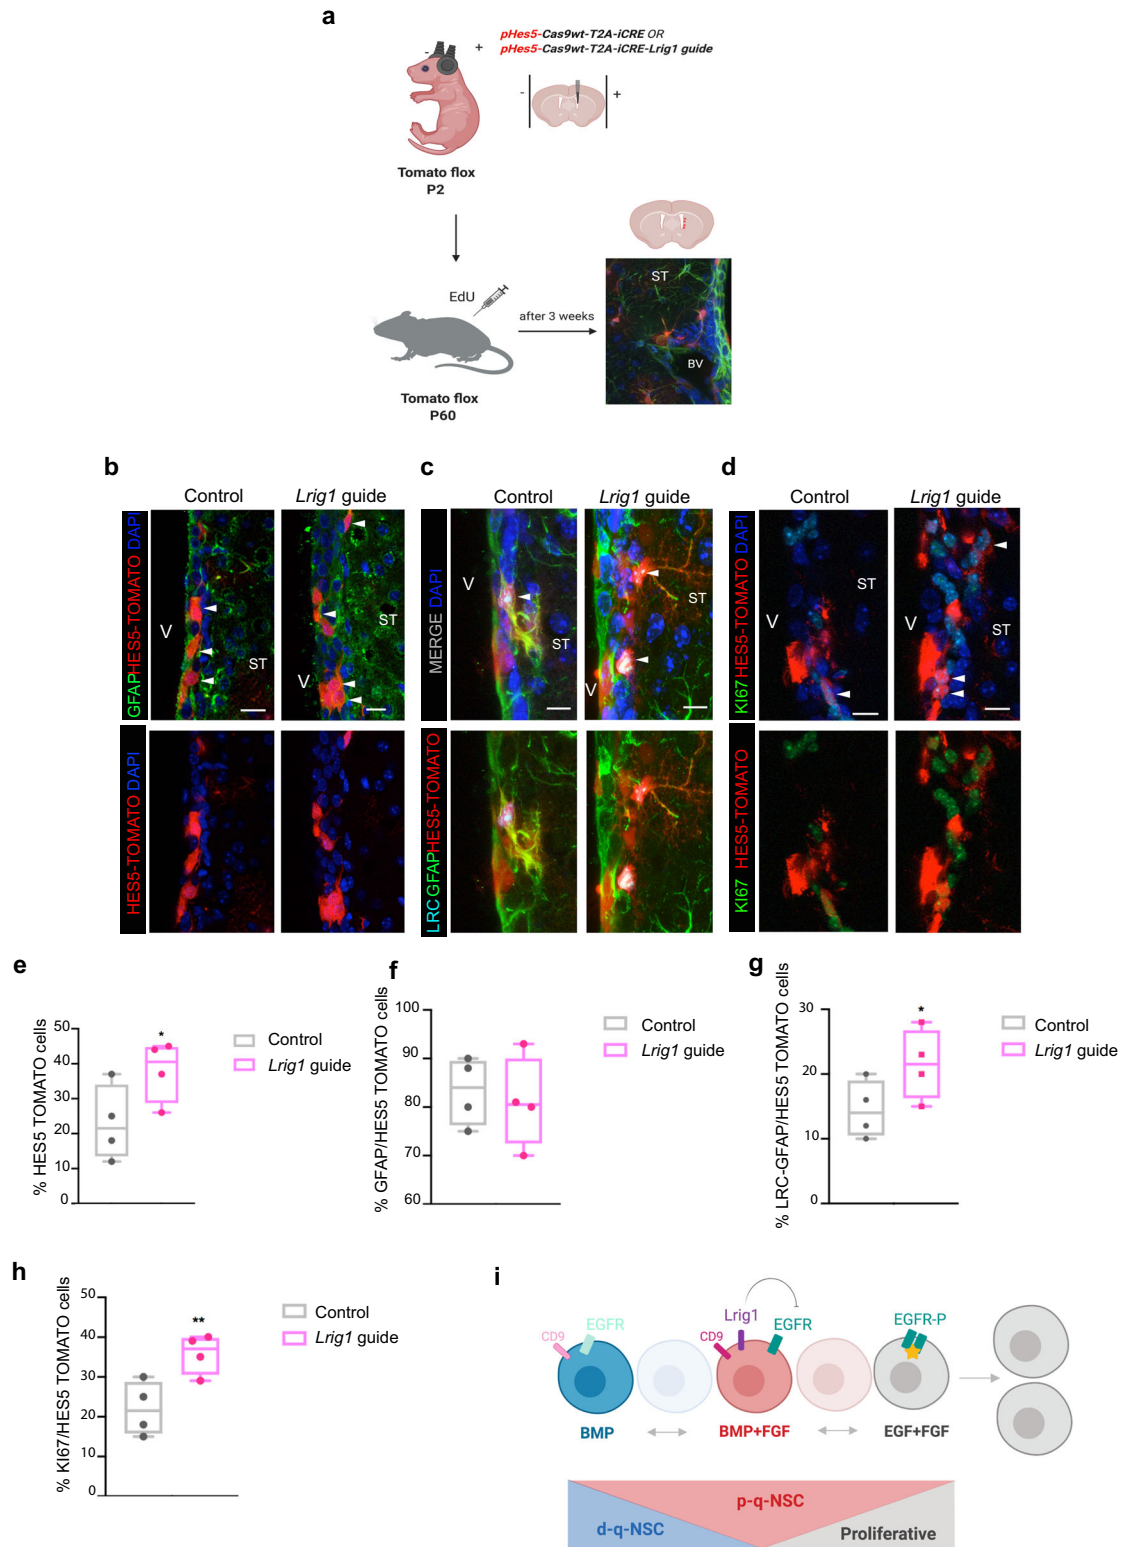 a
pHes5-Cas9wt-T2A-iCRE OR
pHes5-Cas9wt-T2A-iCRE-Lrig1 guide
-
+
-
+
Tomato flox
P2
EdU
after 3 weeks
Tomato flox
P60
ST
BV
b
Control
Lrig1 guide
GFAP HES5-TOMATO DAPI
V
ST
V
ST
HES5-TOMATO DAPI
c
Control
Lrig1 guide
MERGE DAPI
V
ST
V
ST
LRC GFAP HES5-TOMATO
d
Control
Lrig1 guide
KI67 HES5-TOMATO DAPI
V
ST
V
ST
KI67 HES5-TOMATO
e
% HES5 TOMATO cells
50
40
30
20
10
0
*
Control
Lrig1 guide
f
% GFAP/HES5 TOMATO cells
100
90
80
70
60
Control
Lrig1 guide
g
% LRC-GFAP/HES5 TOMATO cells
30
20
10
0
*
Control
Lrig1 guide
h
% KI67/HES5 TOMATO cells
50
40
30
20
10
0
**
Control
Lrig1 guide
i
CD9
EGFR
Lrig1
CD9
EGFR
EGFR-P
BMP
BMP+FGF
EGF+FGF
p-q-NSC
d-q-NSC
Proliferative